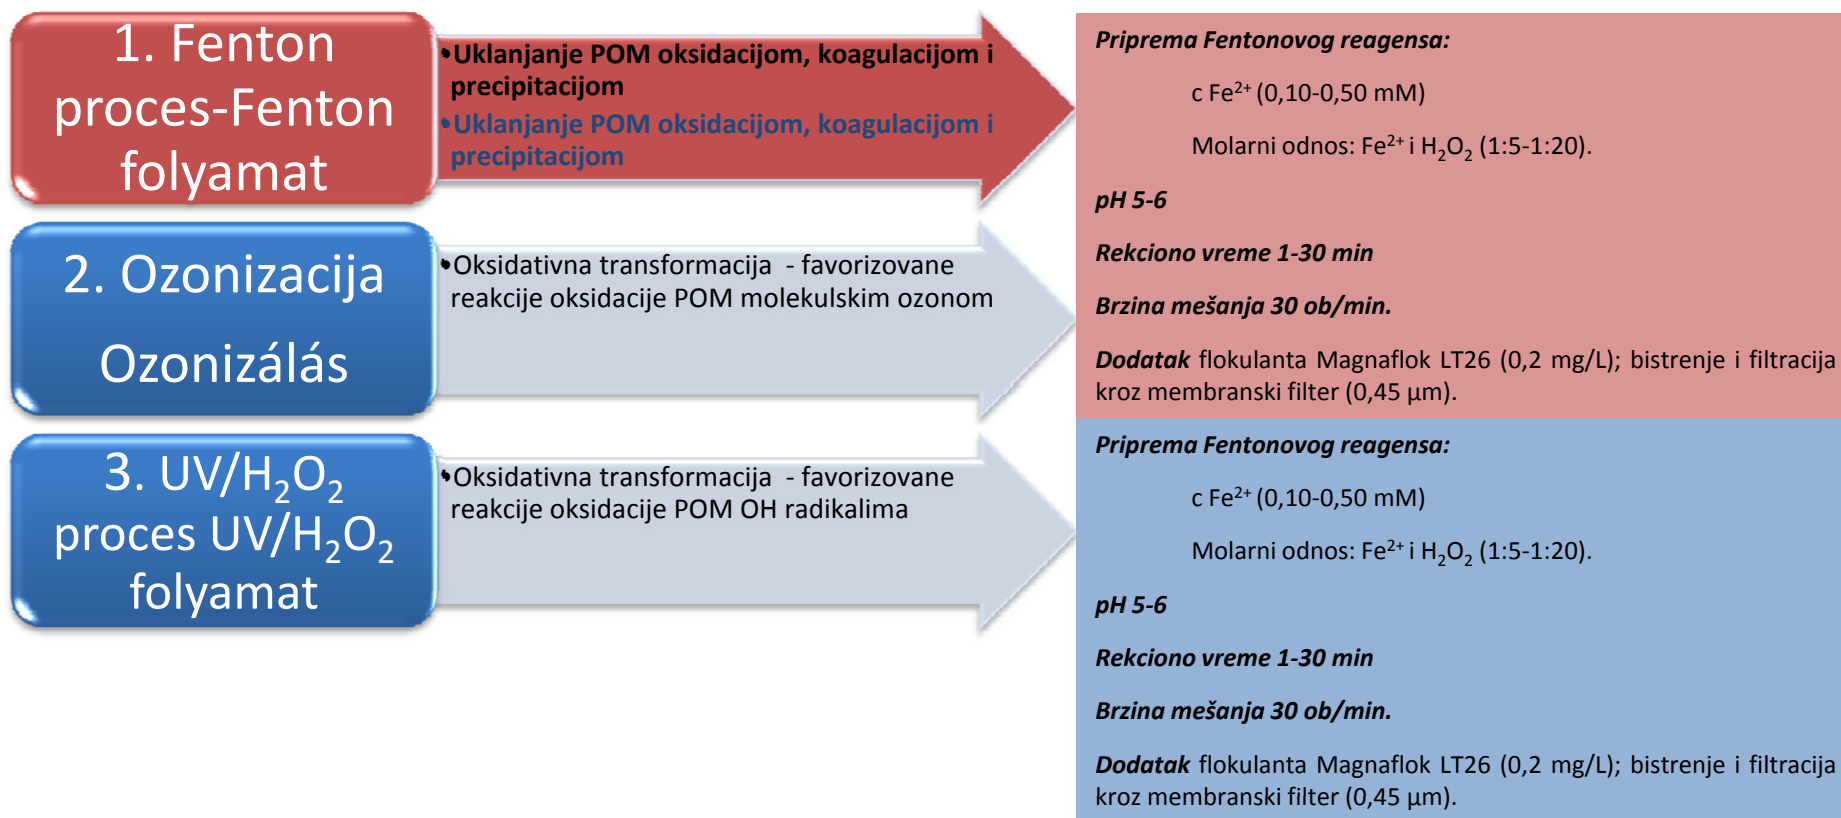 1. Fenton
proces-Fenton
folyamat
•Uklanjanje POM oksidacijom, koagulacijom i
precipitacijom
•Uklanjanje POM oksidacijom, koagulacijom i
precipitacijom
2. Ozonizacija
Ozonizálás
•Oksidativna transformacija - favorizovane
reakcije oksidacije POM molekulskim ozonom
3. UV/H₂O₂
proces UV/H₂O₂
folyamat
•Oksidativna transformacija - favorizovane
reakcije oksidacije POM OH radikalima
Priprema Fentonovog reagensa:
c Fe²⁺ (0,10-0,50 mM)
Molarni odnos: Fe²⁺ i H₂O₂ (1:5-1:20).
pH 5-6
Rekciono vreme 1-30 min
Brzina mešanja 30 ob/min.
Dodatak flokulanta Magnaflok LT26 (0,2 mg/L); bistrenje i filtracija
kroz membranski filter (0,45 µm).
Priprema Fentonovog reagensa:
c Fe²⁺ (0,10-0,50 mM)
Molarni odnos: Fe²⁺ i H₂O₂ (1:5-1:20).
pH 5-6
Rekciono vreme 1-30 min
Brzina mešanja 30 ob/min.
Dodatak flokulanta Magnaflok LT26 (0,2 mg/L); bistrenje i filtracija
kroz membranski filter (0,45 µm).